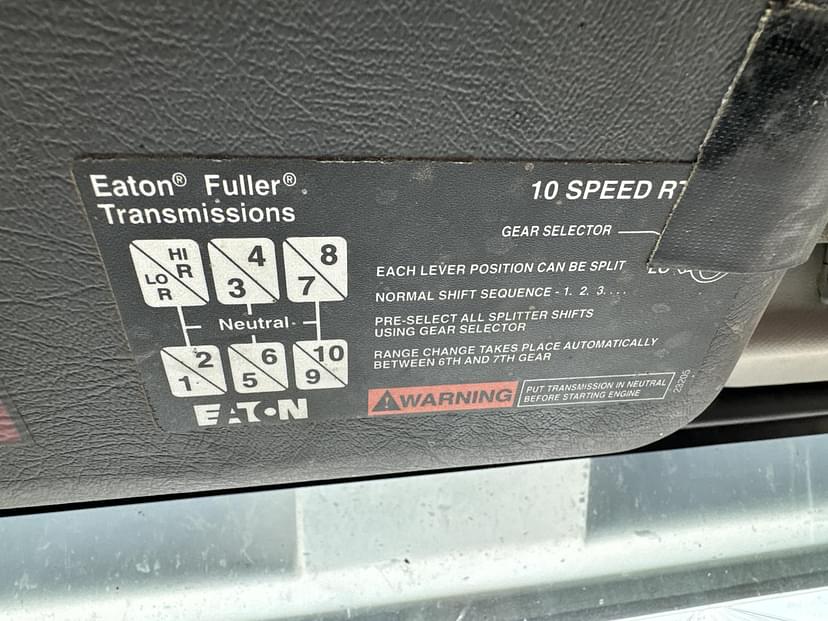 Eaton® Fuller®
Transmissions
10 SPEED
GEAR SELECTOR
HI
R
LO
R
4
3
8
7
EACH LEVER POSITION CAN BE SPLIT
NORMAL SHIFT SEQUENCE - 1. 2. 3. . . .
Neutral
PRE-SELECT ALL SPLITTER SHIFTS
USING GEAR SELECTOR
2
1
6
5
10
9
RANGE CHANGE TAKES PLACE AUTOMATICALLY
BETWEEN 6TH AND 7TH GEAR
EATON
WARNING
PUT TRANSMISSION IN NEUTRAL
BEFORE STARTING ENGINE
23205